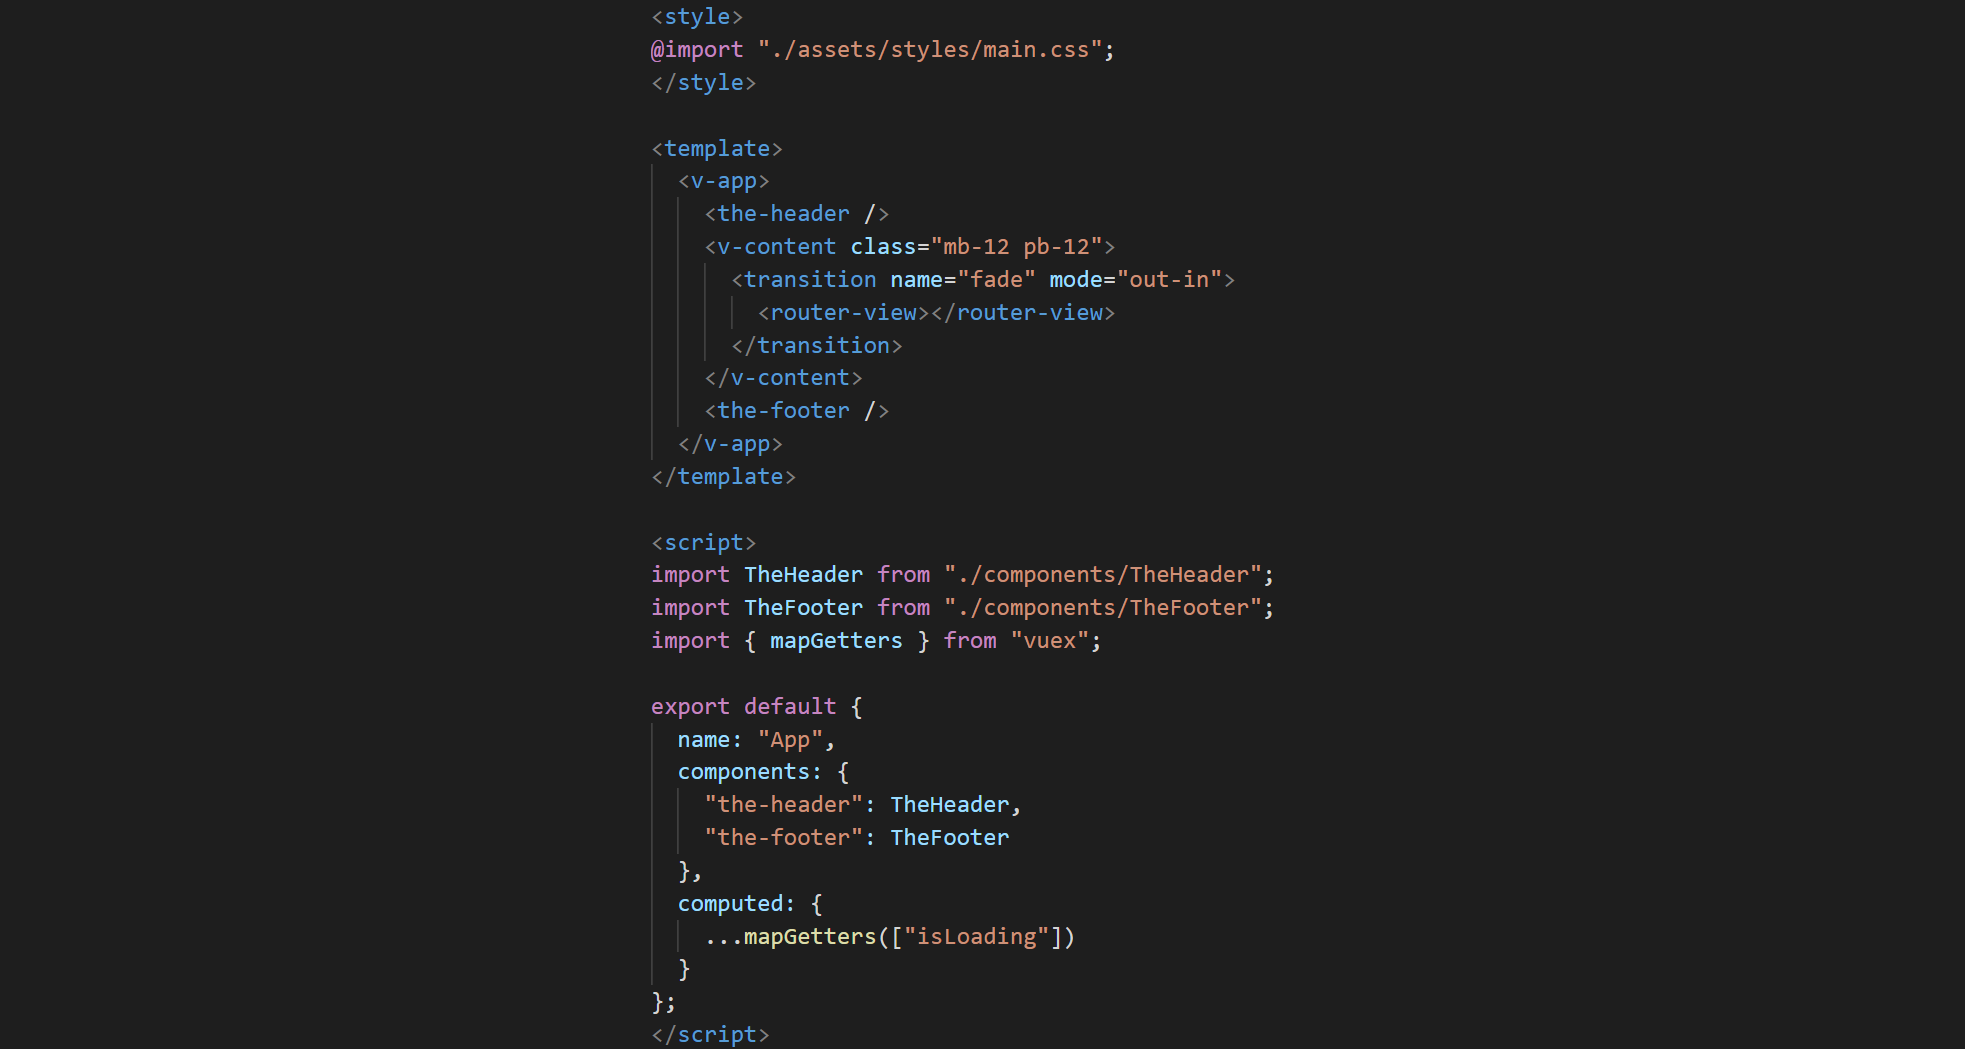 <style>
@import "./assets/styles/main.css";
</style>

<template>
  <v-app>
    <the-header />
    <v-content class="mb-12 pb-12">
      <transition name="fade" mode="out-in">
        <router-view></router-view>
      </transition>
    </v-content>
    <the-footer />
  </v-app>
</template>

<script>
import TheHeader from "./components/TheHeader";
import TheFooter from "./components/TheFooter";
import { mapGetters } from "vuex";

export default {
  name: "App",
  components: {
    "the-header": TheHeader,
    "the-footer": TheFooter
  },
  computed: {
    ...mapGetters(["isLoading"])
  }
};
</script>